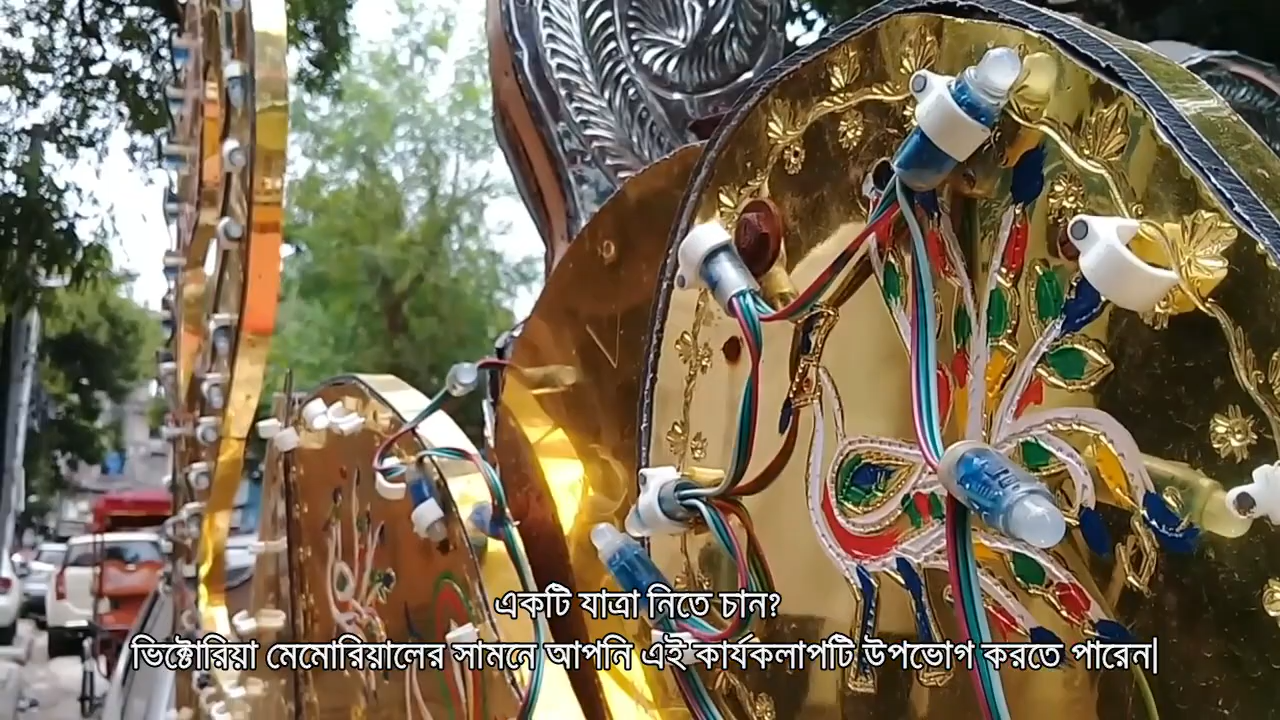 একটি যাত্রা নিতে চান?
ভিক্টোরিয়া মেমোরিয়ালের সামনে আপনি এই কার্যকলাপটি উপভোগ করতে পারেন|